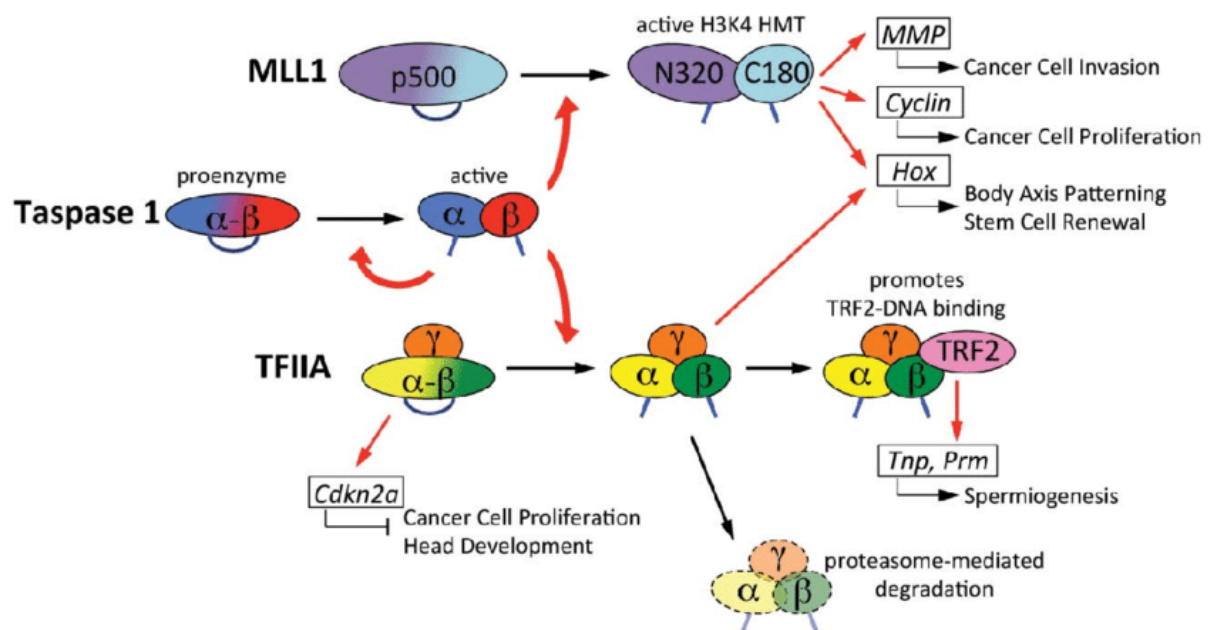 active H3K4 HMT
MLL1
p500
N320
C180
MMP
Cancer Cell Invasion
Cyclin
Cancer Cell Proliferation
Hox
Body Axis Patterning
Stem Cell Renewal
Taspase 1
proenzyme
α-β
active
α
β
TFIIA
γ
α-β
γ
α
β
promotes
TRF2-DNA binding
γ
α
β
TRF2
Tnp, Prm
Spermiogenesis
Cdkn2a
Cancer Cell Proliferation
Head Development
γ
α
β
proteasome-mediated
degradation